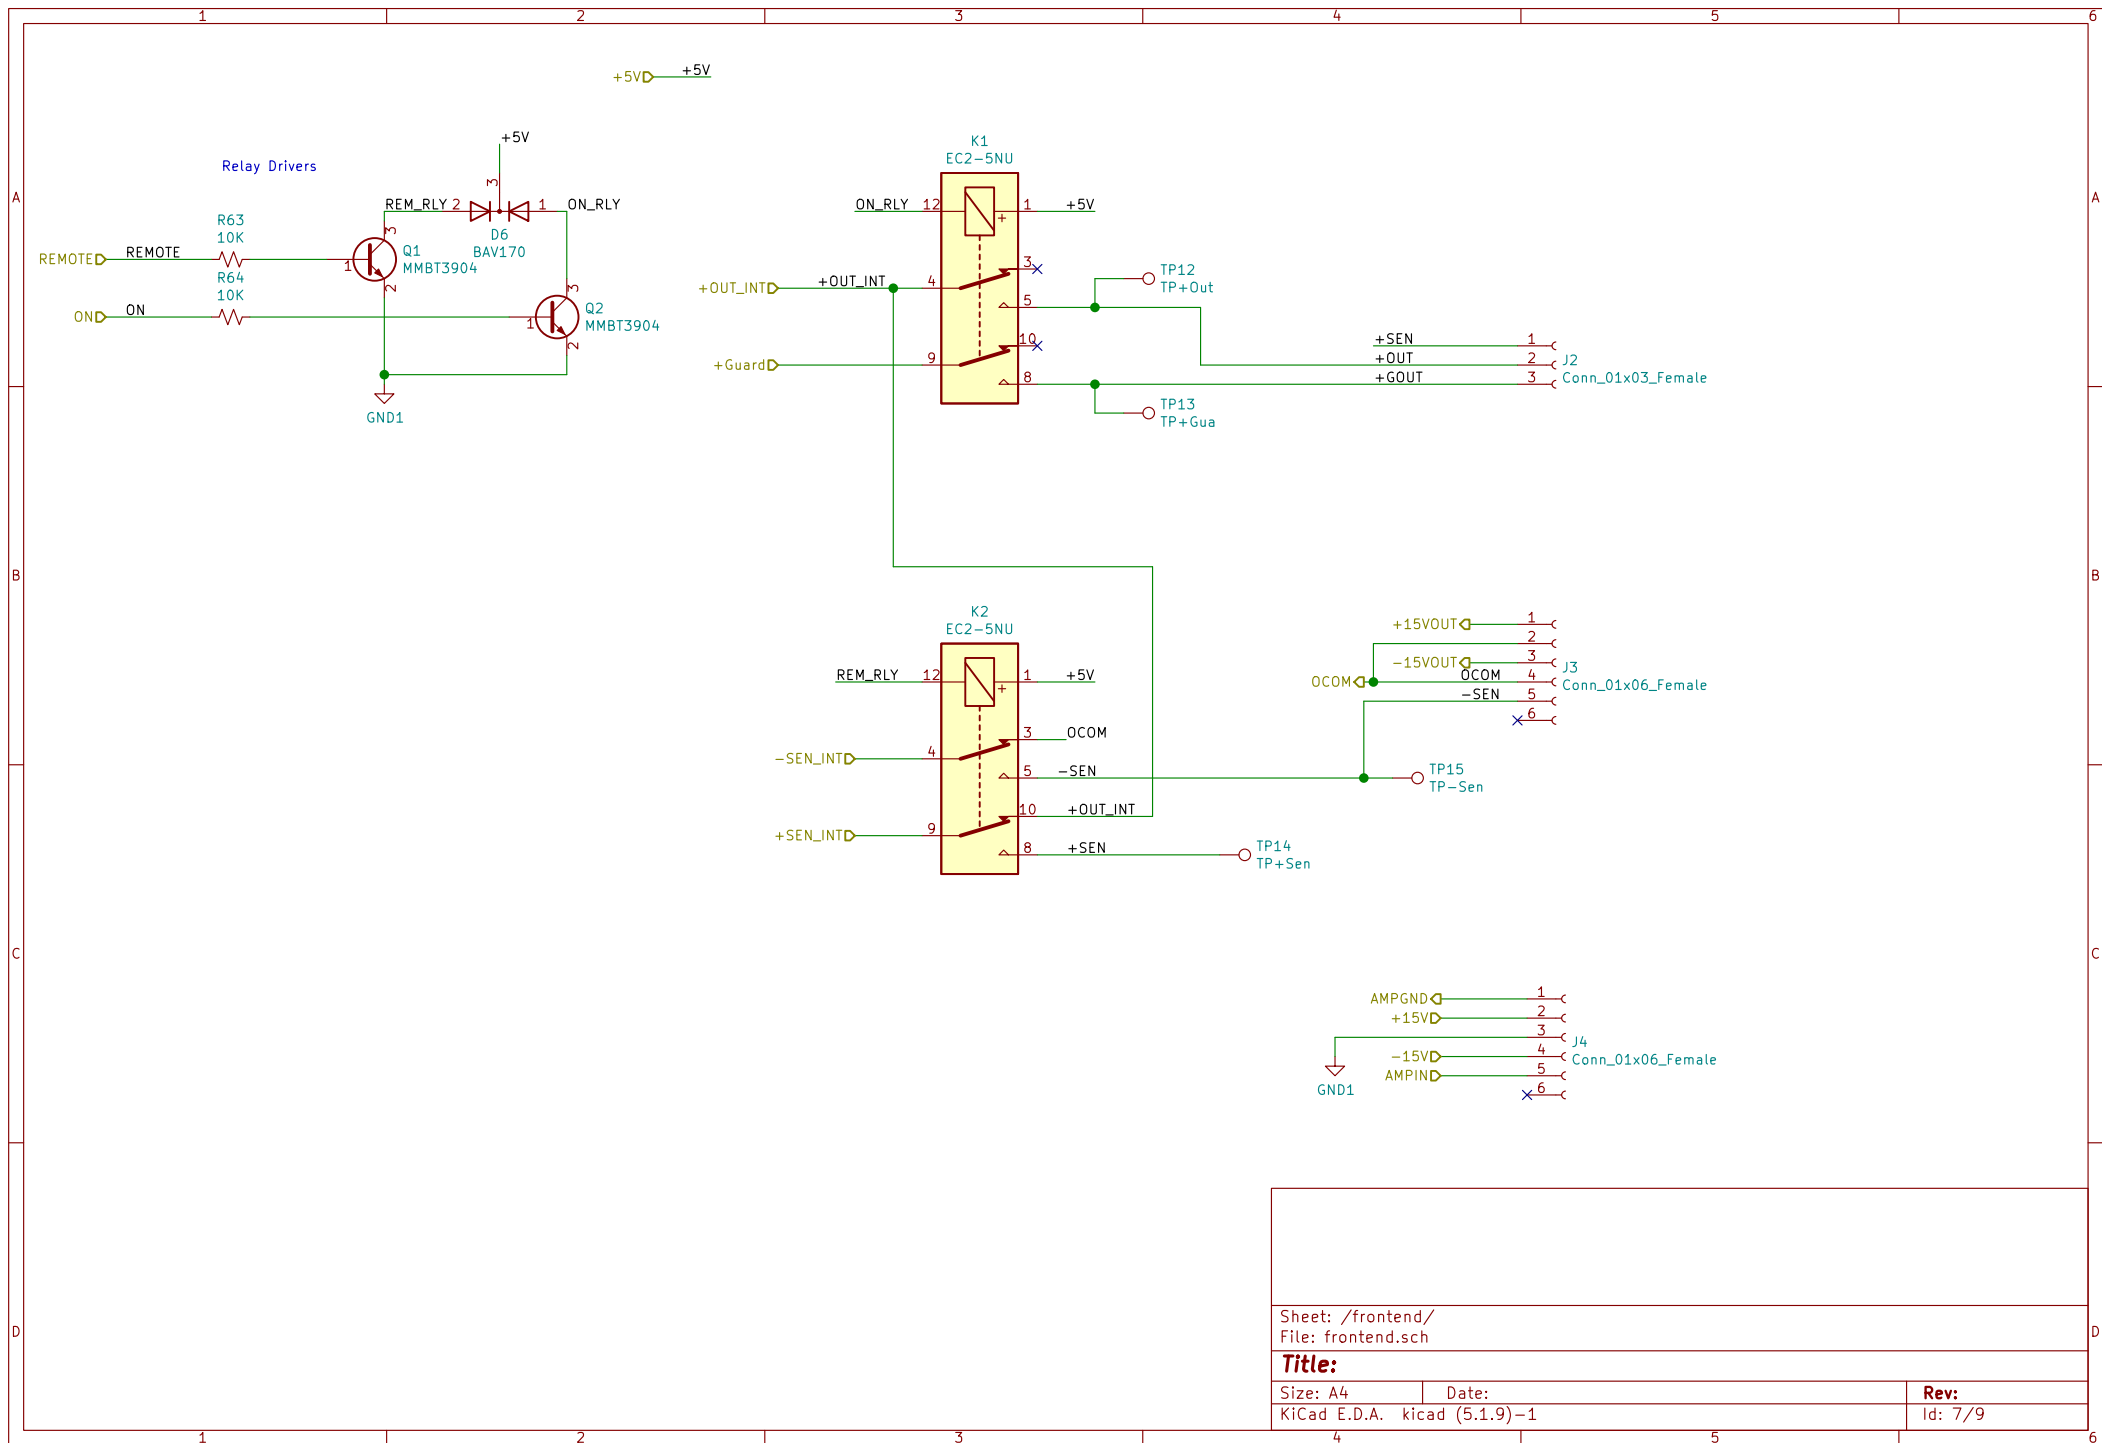 1 2 3 4 5 6
A
B
C
D
A
B
C
D
1 2 3 4 5 6
+5V +5V
Relay Drivers
+5V
3
REM_RLY 2 1 ON_RLY
D6
BAV170
R63
10K
REMOTE REMOTE
1
3
2
Q1
MMBT3904
R64
10K
ON ON
1
3
2
Q2
MMBT3904
GND1
K1
EC2-5NU
ON_RLY 12 1 +5V
+
3
+OUT_INT +OUT_INT 4
5
10
+Guard 9
8
TP12
TP+Out
TP13
TP+Gua
+SEN 1
+OUT 2
+GOUT 3
J2
Conn_01x03_Female
K2
EC2-5NU
REM_RLY 12 1 +5V
+
3 OCOM
-SEN_INT 4
5 -SEN
10 +OUT_INT
+SEN_INT 9
8 +SEN
TP15
TP-Sen
TP14
TP+Sen
+15VOUT 1
2
-15VOUT 3
OCOM OCOM 4
-SEN 5
6
J3
Conn_01x06_Female
AMPGND 1
+15V 2
3
-15V 4
AMPIN 5
6
J4
Conn_01x06_Female
GND1
Sheet: /frontend/
File: frontend.sch
Title:
Size: A4 Date: Rev:
KiCad E.D.A. kicad (5.1.9)-1 Id: 7/9